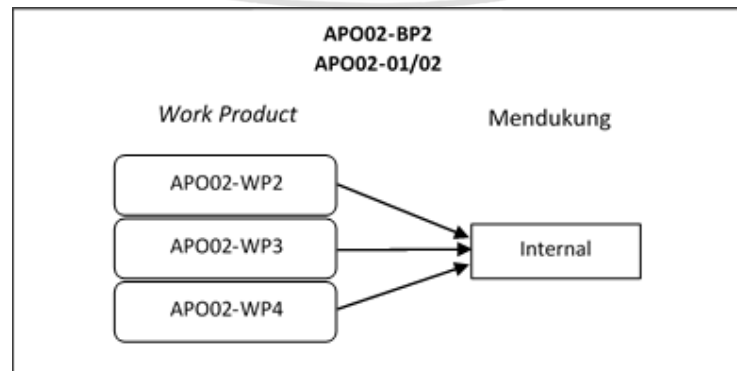 APO02-BP2
APO02-01/02
Work Product
Mendukung
APO02-WP2
APO02-WP3
Internal
APO02-WP4